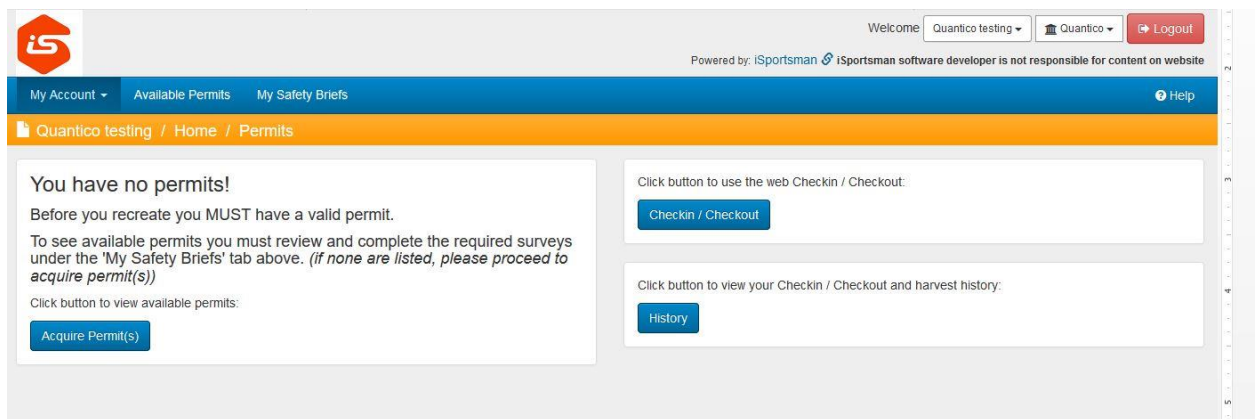 iS
Welcome Quantico testing Quantico Logout
Powered by: iSportsman iSportsman software developer is not responsible for content on website
My Account Available Permits My Safety Briefs Help
Quantico testing / Home / Permits
You have no permits!
Before you recreate you MUST have a valid permit.
To see available permits you must review and complete the required surveys
under the 'My Safety Briefs' tab above. (if none are listed, please proceed to
acquire permit(s))
Click button to view available permits:
Acquire Permit(s)
Click button to use the web Checkin / Checkout:
Checkin / Checkout
Click button to view your Checkin / Checkout and harvest history:
History
2
3
4
5